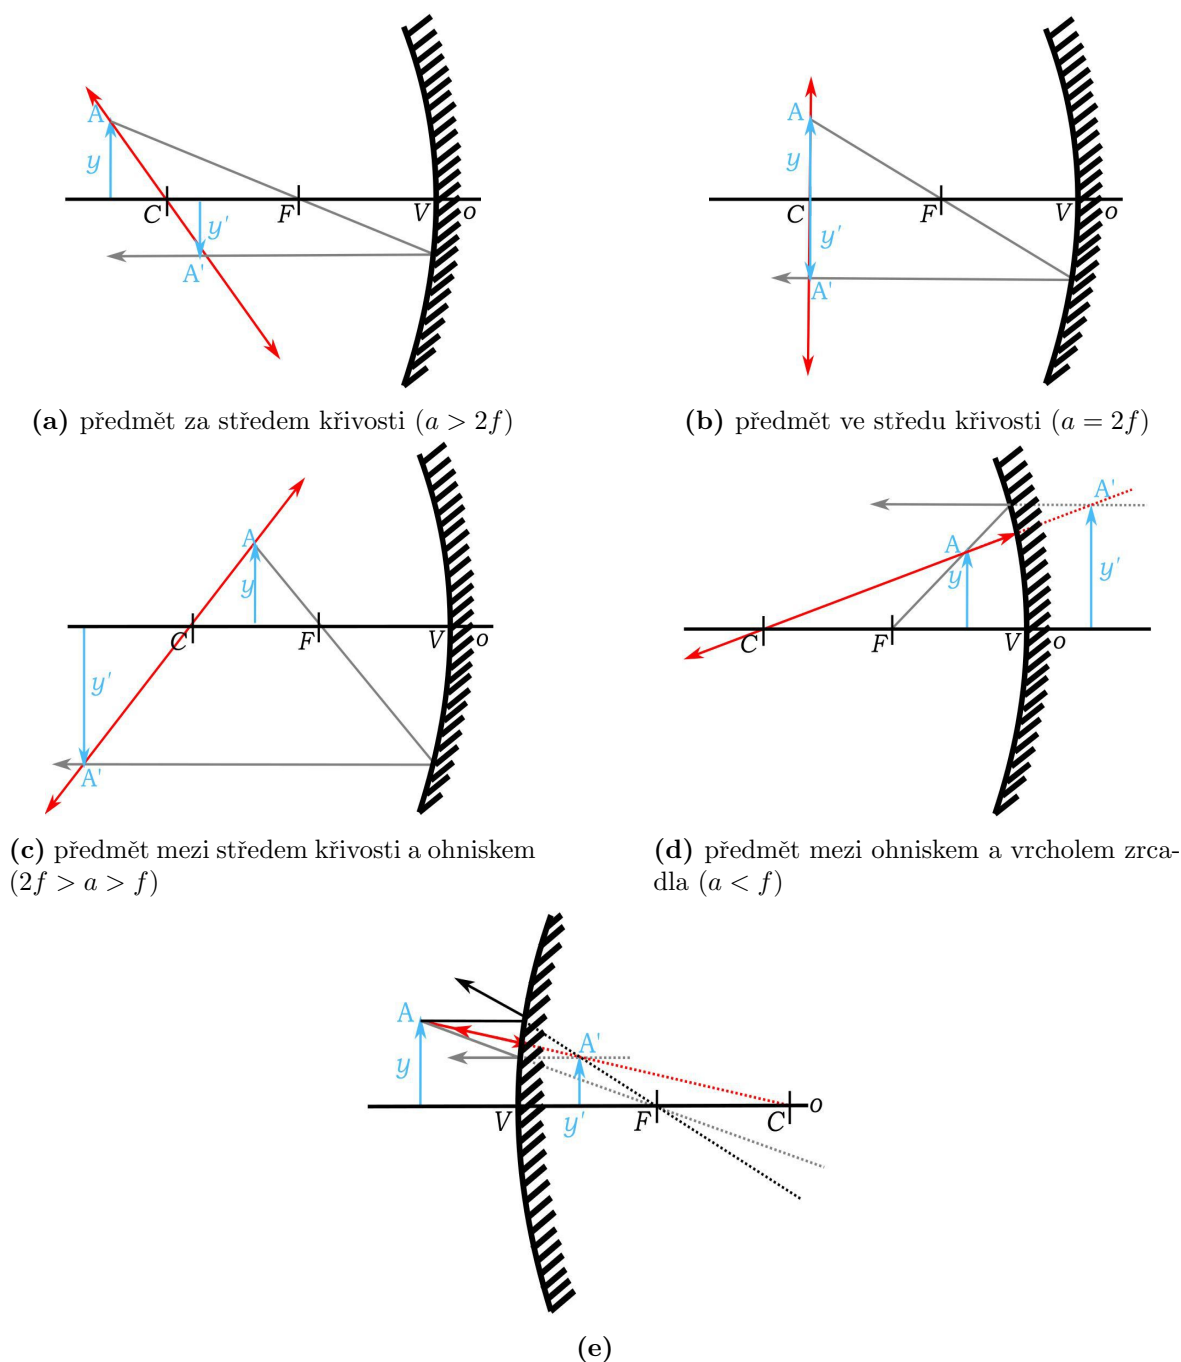 A
y
C
F
V
o
y'
A'
(a) předmět za středem křivosti (a > 2f)
A
y
C
F
V
o
y'
A'
(b) předmět ve středu křivosti (a = 2f)
A
y
C
F
V
o
y'
A'
(c) předmět mezi středem křivosti a ohniskem
(2f > a > f)
A'
A
y
y'
C
F
V
o
(d) předmět mezi ohniskem a vrcholem zrca-
dla (a < f)
A
A'
y
V
y'
F
C
o
(e)